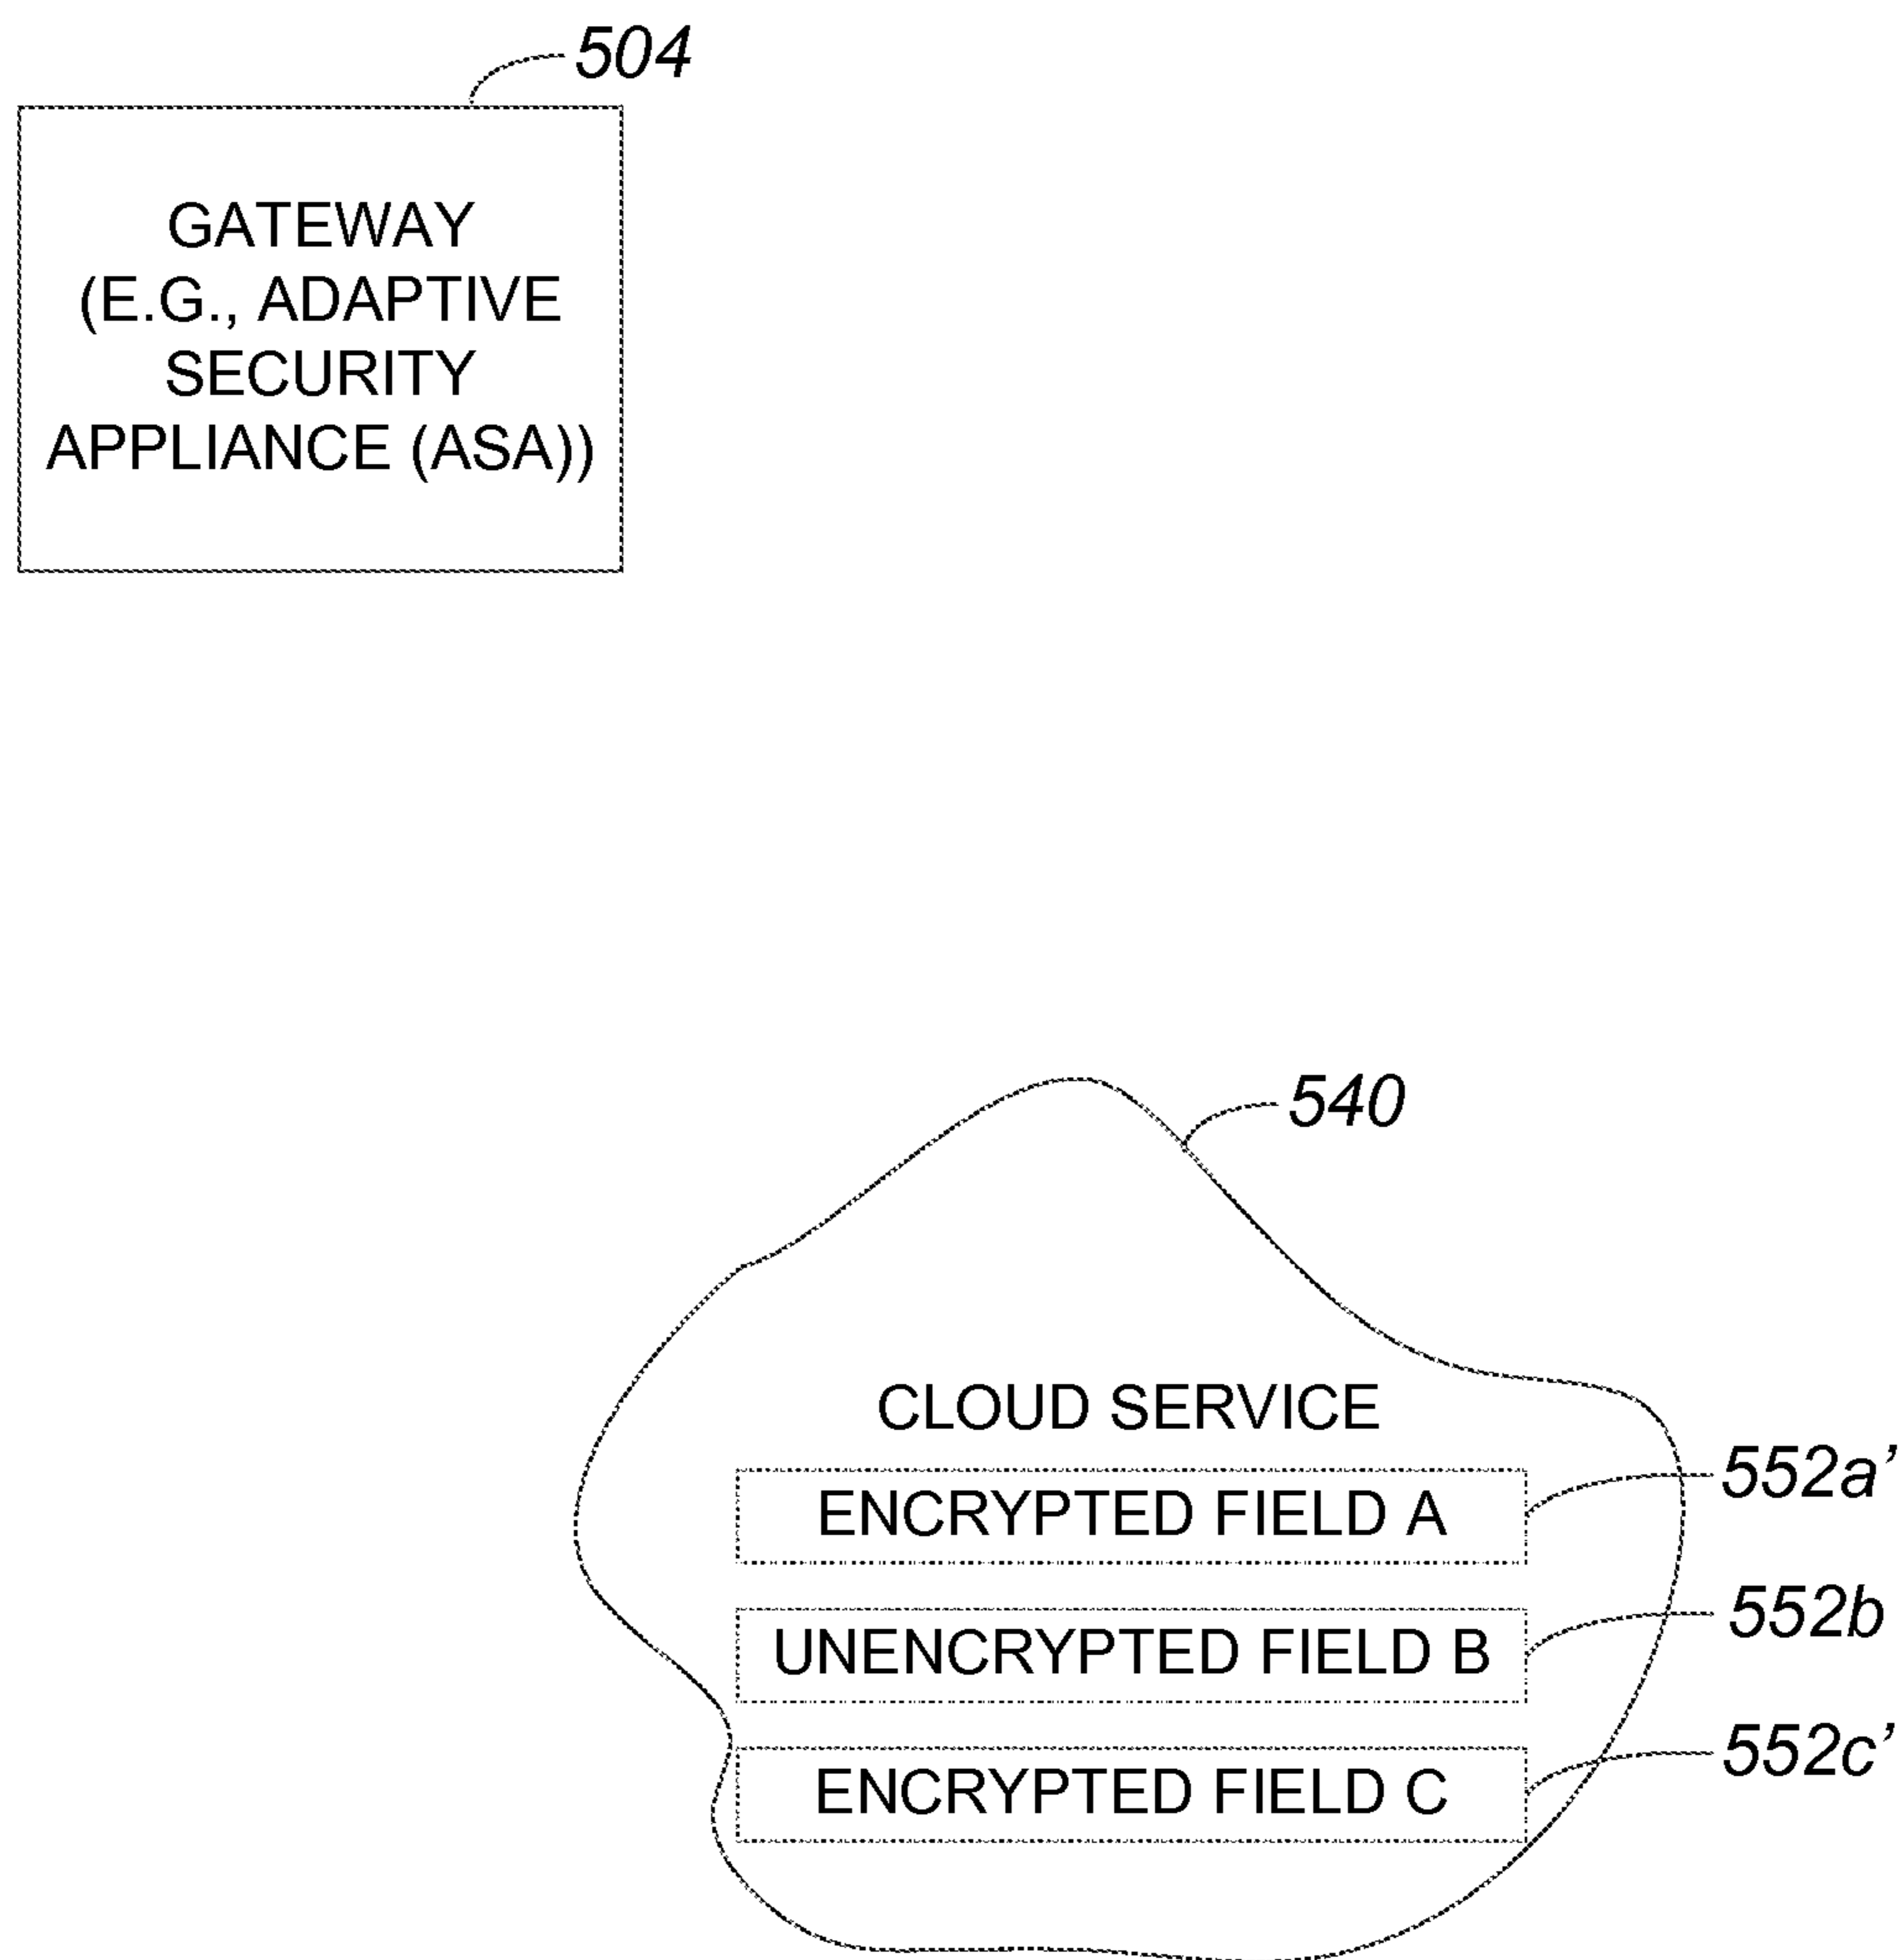 504
GATEWAY
(E.G., ADAPTIVE
SECURITY
APPLIANCE (ASA))
540
CLOUD SERVICE
ENCRYPTED FIELD A
552a’
UNENCRYPTED FIELD B
552b
ENCRYPTED FIELD C
552c’